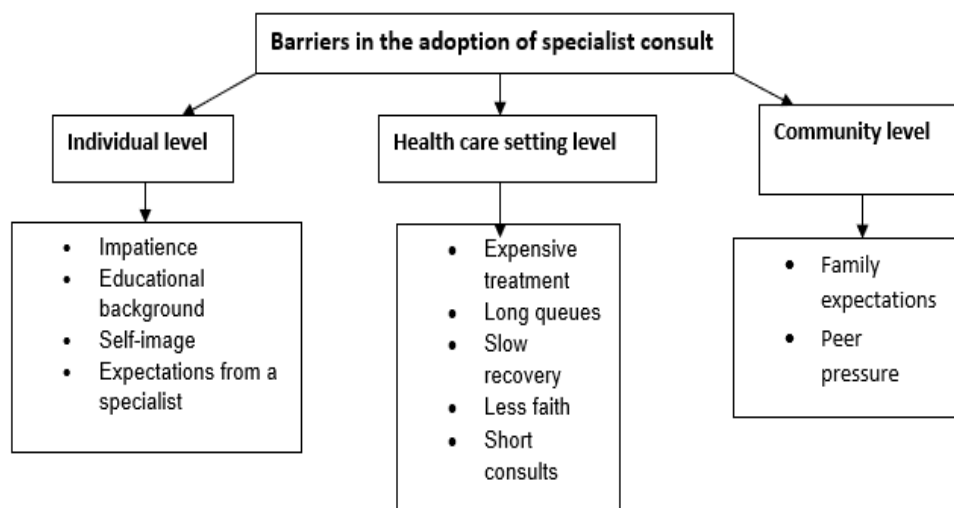 Barriers in the adoption of specialist consult
Individual level
Health care setting level
Community level
• Impatience
• Educational
background
• Self-image
• Expectations from a
specialist
• Expensive
treatment
• Long queues
• Slow
recovery
• Less faith
• Short
consults
• Family
expectations
• Peer
pressure